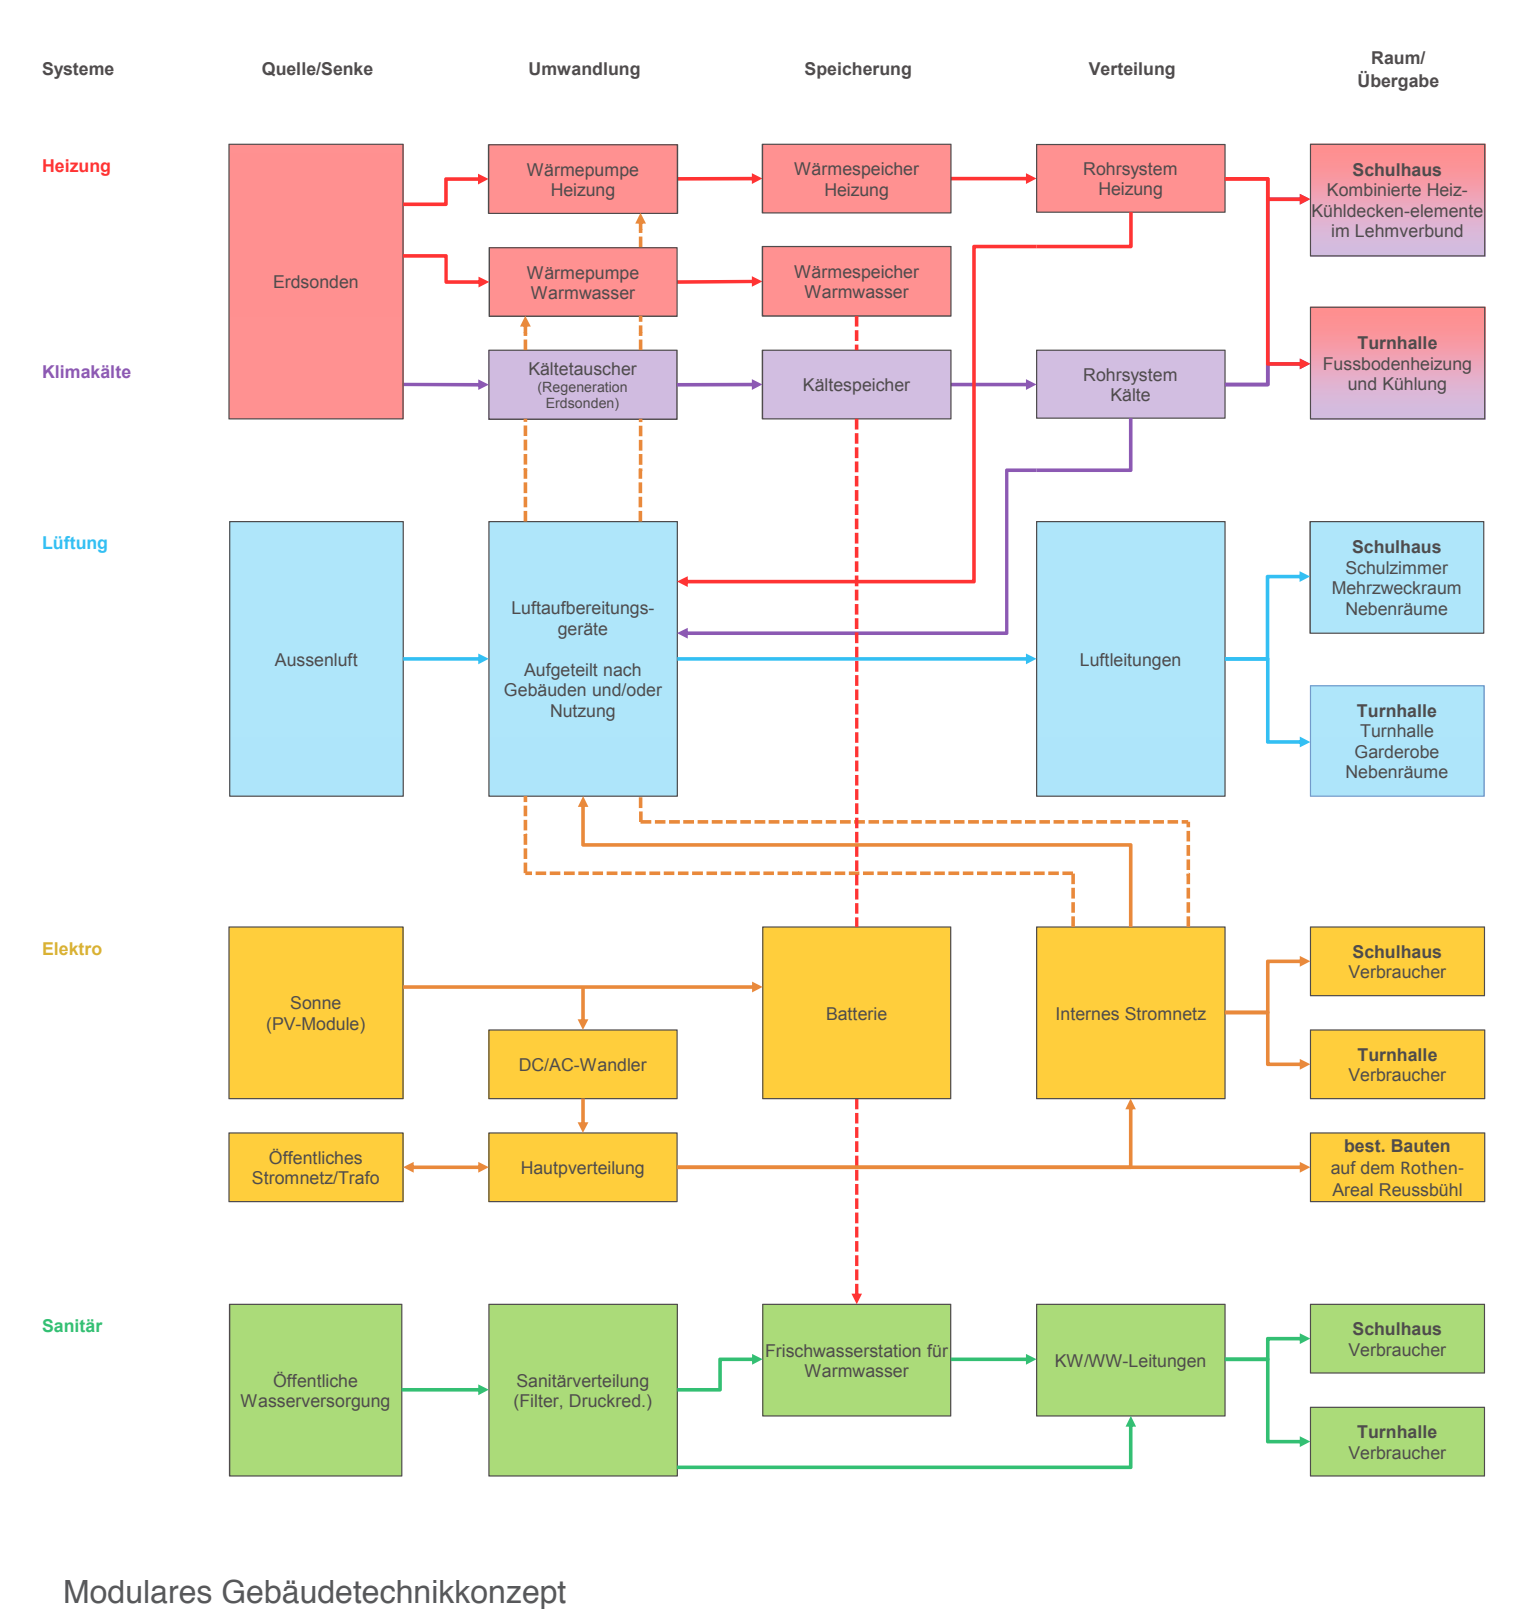 Systeme
Quelle/Senke
Umwandlung
Speicherung
Verteilung
Raum/
Übergabe
Heizung
Erdsonden
Wärmepumpe
Heizung
Wärmespeicher
Heizung
Rohrsystem
Heizung
Schulhaus
Kombinierte Heiz-
Kühldecken-elemente
im Lehmverbund
Wärmepumpe
Warmwasser
Wärmespeicher
Warmwasser
Turnhalle
Fussbodenheizung
und Kühlung
Klimakälte
Kältetauscher
(Regeneration
Erdsonden)
Kältespeicher
Rohrsystem
Kälte
Lüftung
Aussenluft
Luftaufbereitungs-
geräte
Aufgeteilt nach
Gebäuden und/oder
Nutzung
Luftleitungen
Schulhaus
Schulzimmer
Mehrzweckraum
Nebenräume
Turnhalle
Turnhalle
Garderobe
Nebenräume
Elektro
Sonne
(PV-Module)
DC/AC-Wandler
Batterie
Internes Stromnetz
Schulhaus
Verbraucher
Turnhalle
Verbraucher
Öffentliches
Stromnetz/Trafo
Hautpverteilung
best. Bauten
auf dem Rothen-
Areal Reussbühl
Sanitär
Öffentliche
Wasserversorgung
Sanitärverteilung
(Filter, Druckred.)
Frischwasserstation für
Warmwasser
KW/WW-Leitungen
Schulhaus
Verbraucher
Turnhalle
Verbraucher
Modulares Gebäudetechnikkonzept